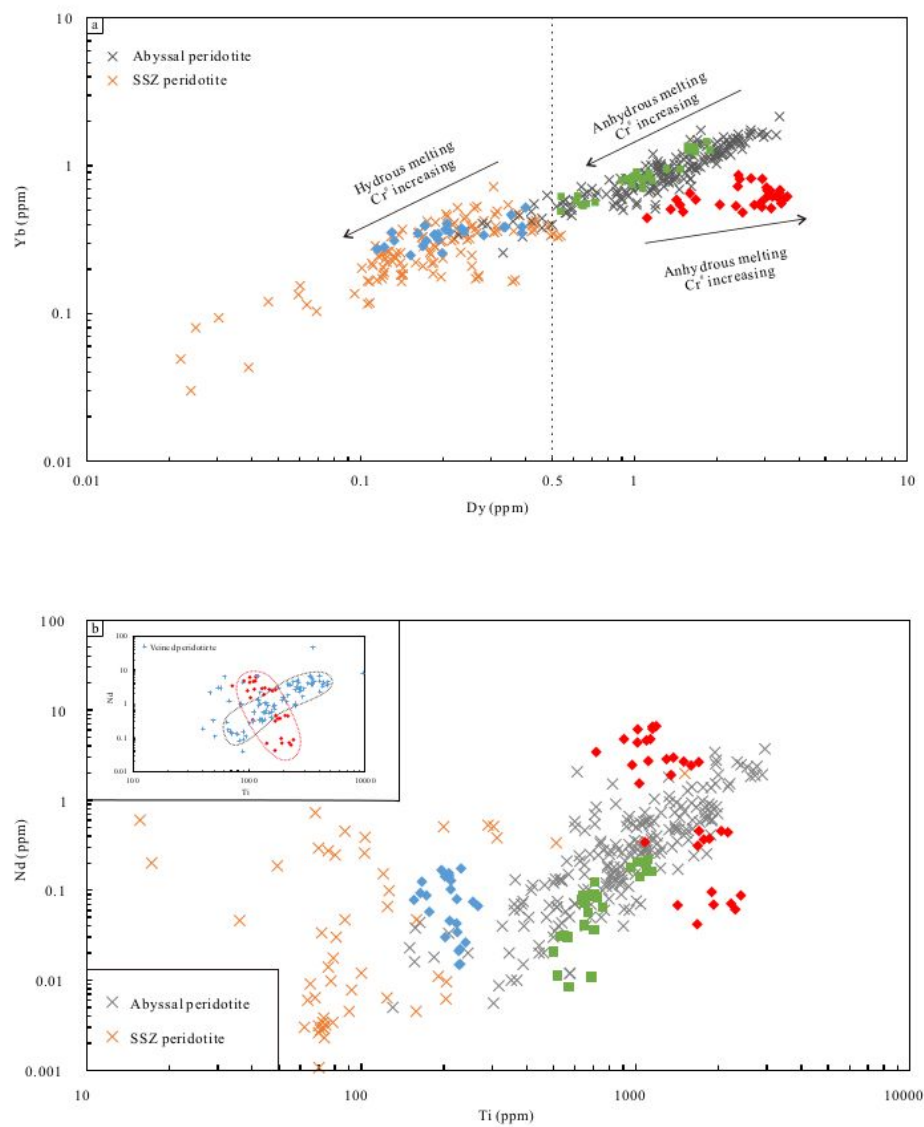 a
Abyssal peridotite
SSZ peridotite
Hydrous melting
Cr# increasing
Anhydrous melting
Cr# increasing
Anhydrous melting
Cr# increasing
10
1
0.1
0.01
Yb (ppm)
0.01
0.1
0.5
1
10
Dy (ppm)
b
Veined peridotirte
100
10
1
0.1
0.01
Nd
100
1000
10000
Ti
100
10
1
0.1
0.01
0.001
Nd (ppm)
Abyssal peridotite
SSZ peridotite
10
100
1000
10000
Ti (ppm)